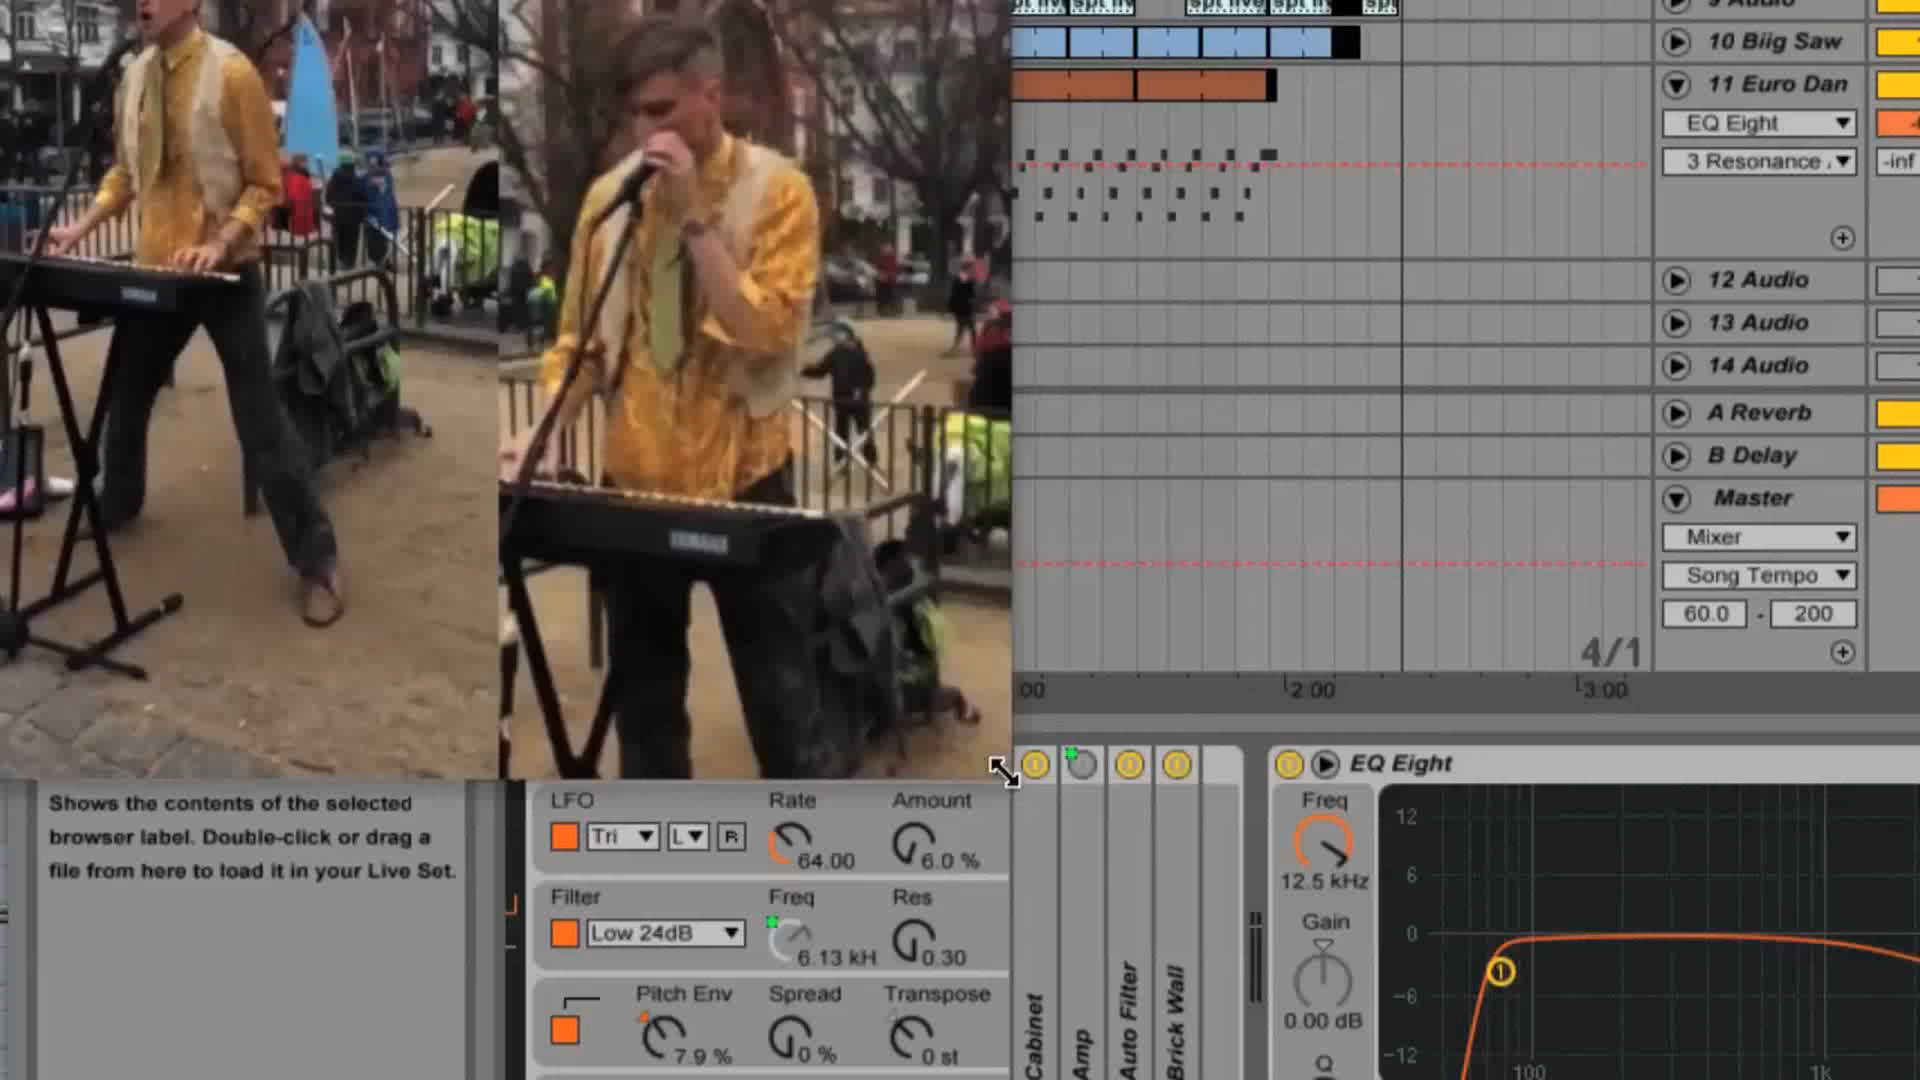 9 Audio
10 Biig Saw
11 Euro Dan
EQ Eight
3 Resonance
-inf
12 Audio
13 Audio
14 Audio
A Reverb
B Delay
Master
Mixer
Song Tempo
60.0 - 200
4/1
2:00
3:00
Shows the contents of the selected
browser label. Double-click or drag a
file from here to load it in your Live Set.
LFO Rate Amount
Tri L R 64.00 6.0 %
Filter Freq Res
Low 24dB 6.13 kH 0.30
Pitch Env Spread Transpose
7.9 % 0 % 0 st
Cabinet
Amp
Auto Filter
Brick Wall
EQ Eight
Freq
12.5 kHz
Gain
0.00 dB
Q
12
6
0
-6
-12
1
100 1K